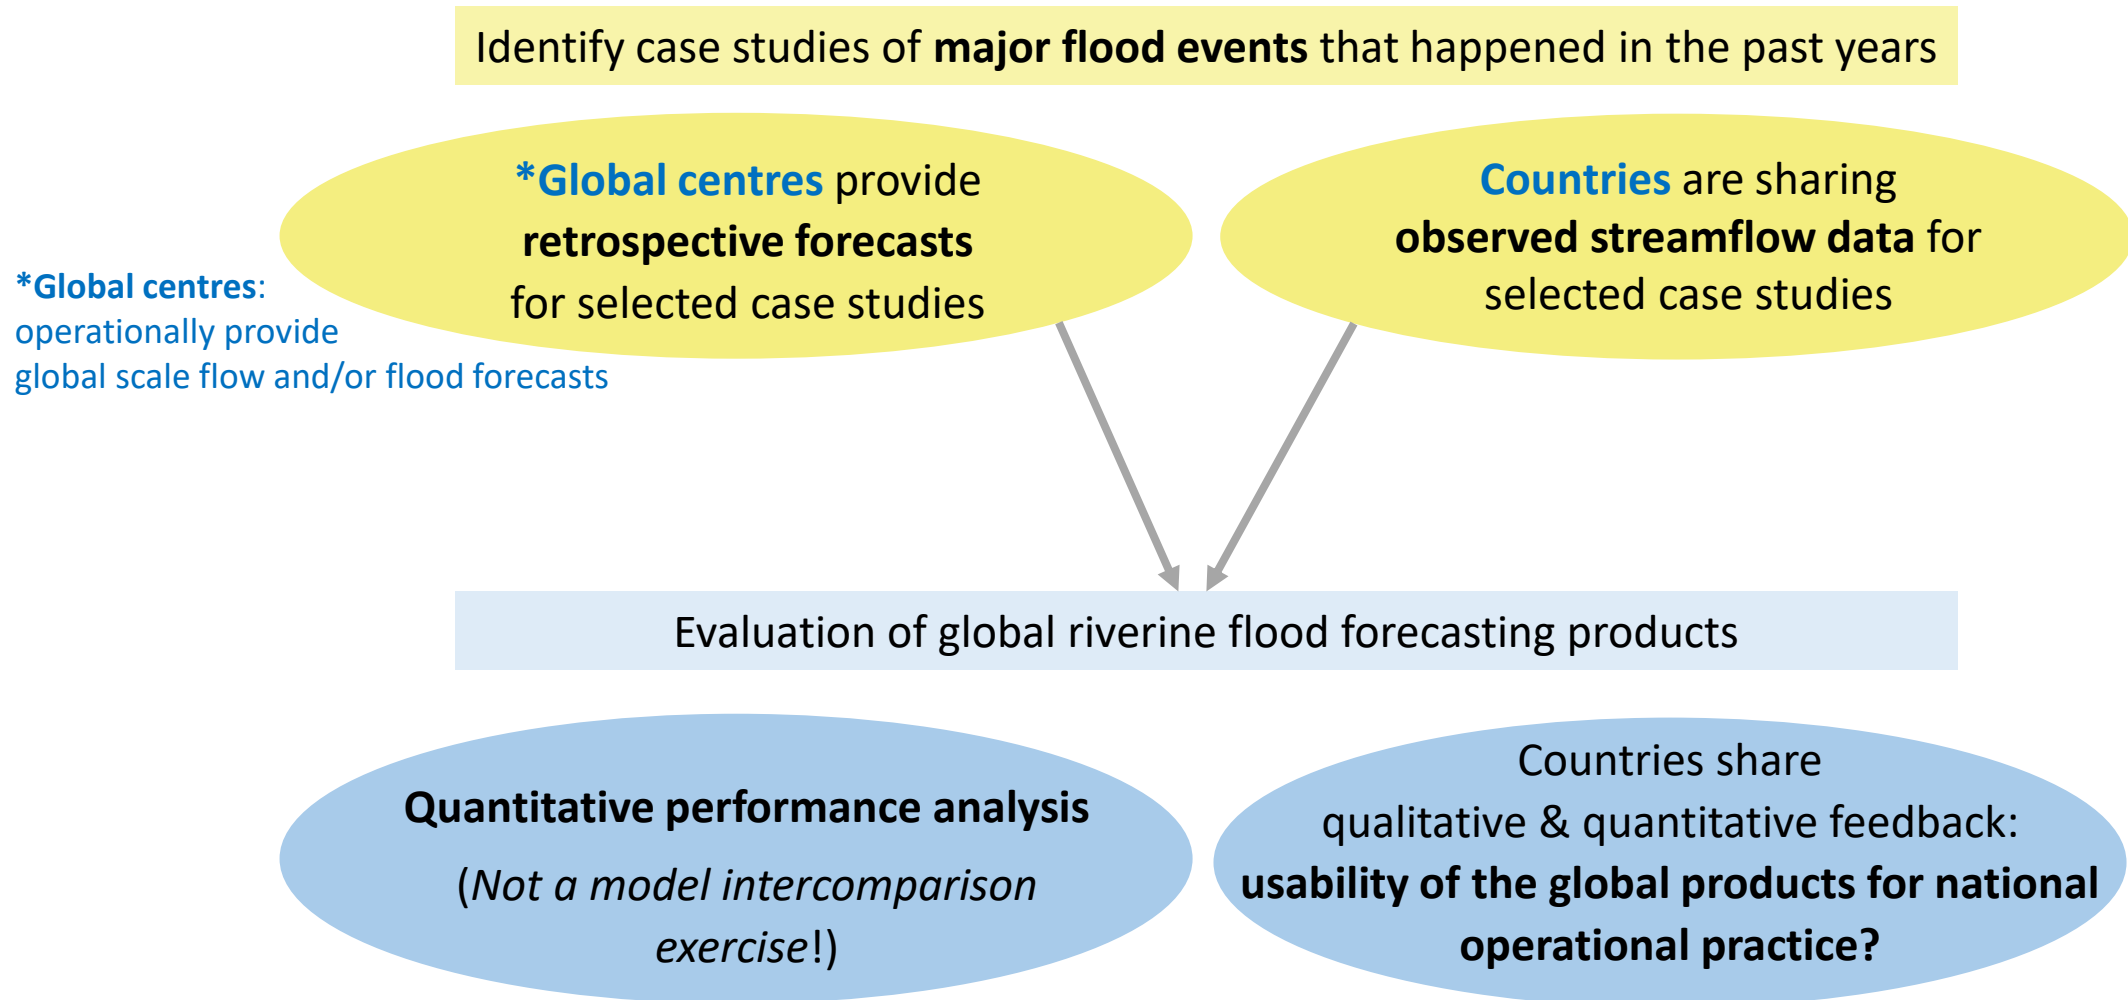 Identify case studies of major flood events that happened in the past years
*Global centres provide
retrospective forecasts
for selected case studies
Countries are sharing
observed streamflow data for
selected case studies
*Global centres:
operationally provide
global scale flow and/or flood forecasts
Evaluation of global riverine flood forecasting products
Quantitative performance analysis
(Not a model intercomparison
exercise!)
Countries share
qualitative & quantitative feedback:
usability of the global products for national
operational practice?